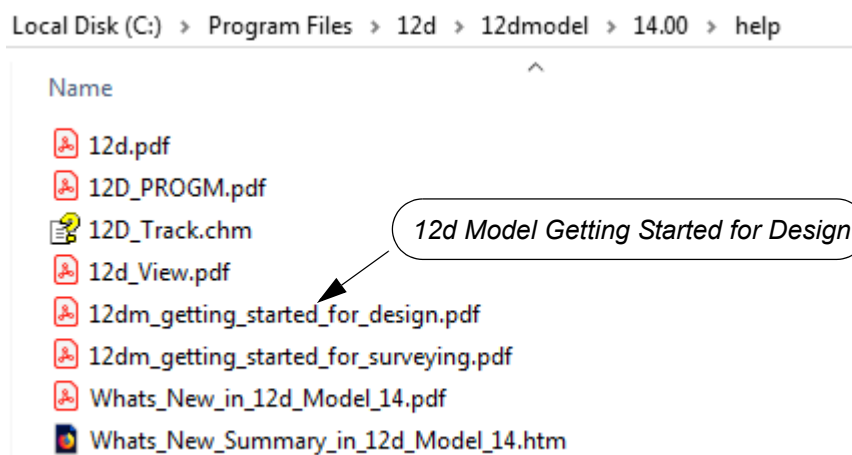 Local Disk (C:) > Program Files > 12d > 12dmodel > 14.00 > help
Name
12d.pdf
12D_PROGM.pdf
12D_Track.chm
12d Model Getting Started for Design
12d_View.pdf
12dm_getting_started_for_design.pdf
12dm_getting_started_for_surveying.pdf
Whats_New_in_12d_Model_14.pdf
Whats_New_Summary_in_12d_Model_14.htm